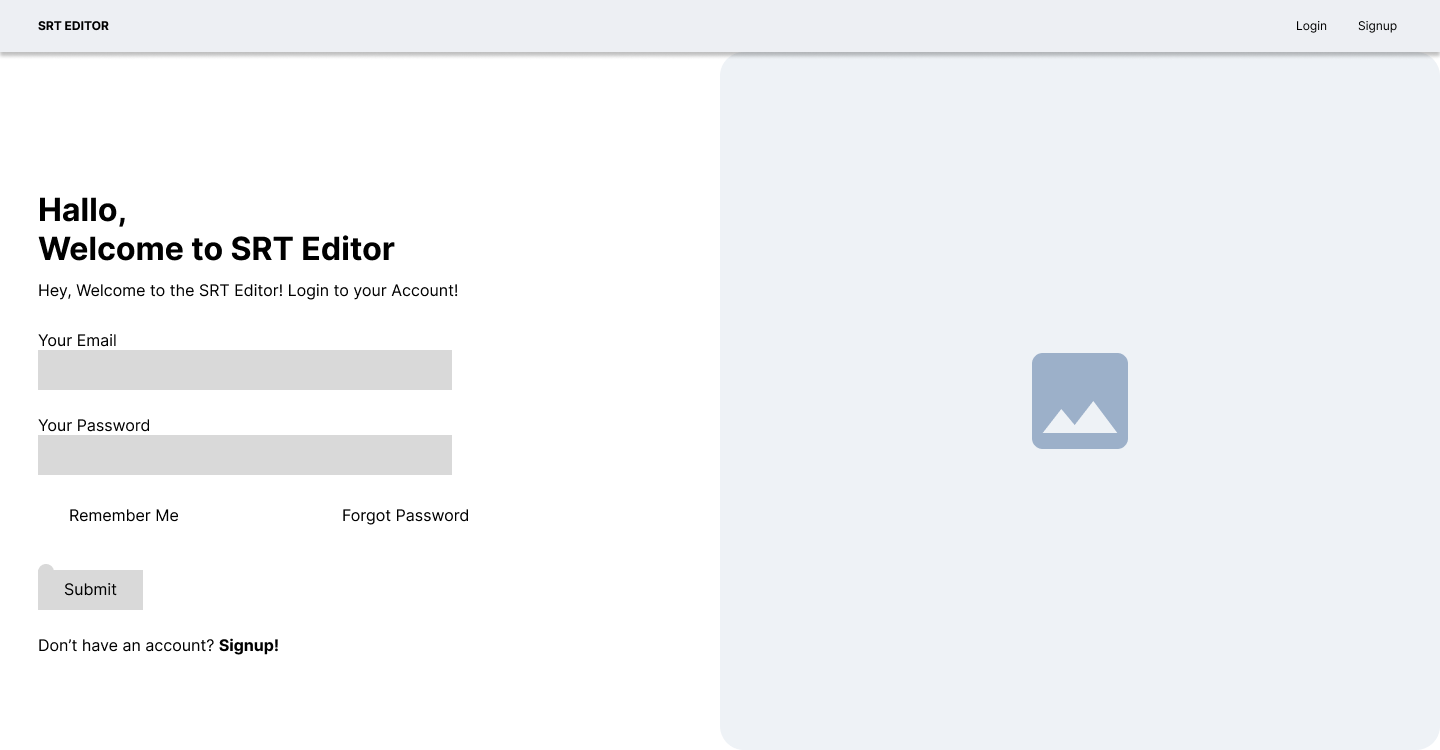 SRT EDITOR
Login
Signup
Hallo,
Welcome to SRT Editor
Hey, Welcome to the SRT Editor! Login to your Account!
Your Email
Your Password
Remember Me
Forgot Password
Submit
Don’t have an account? Signup!